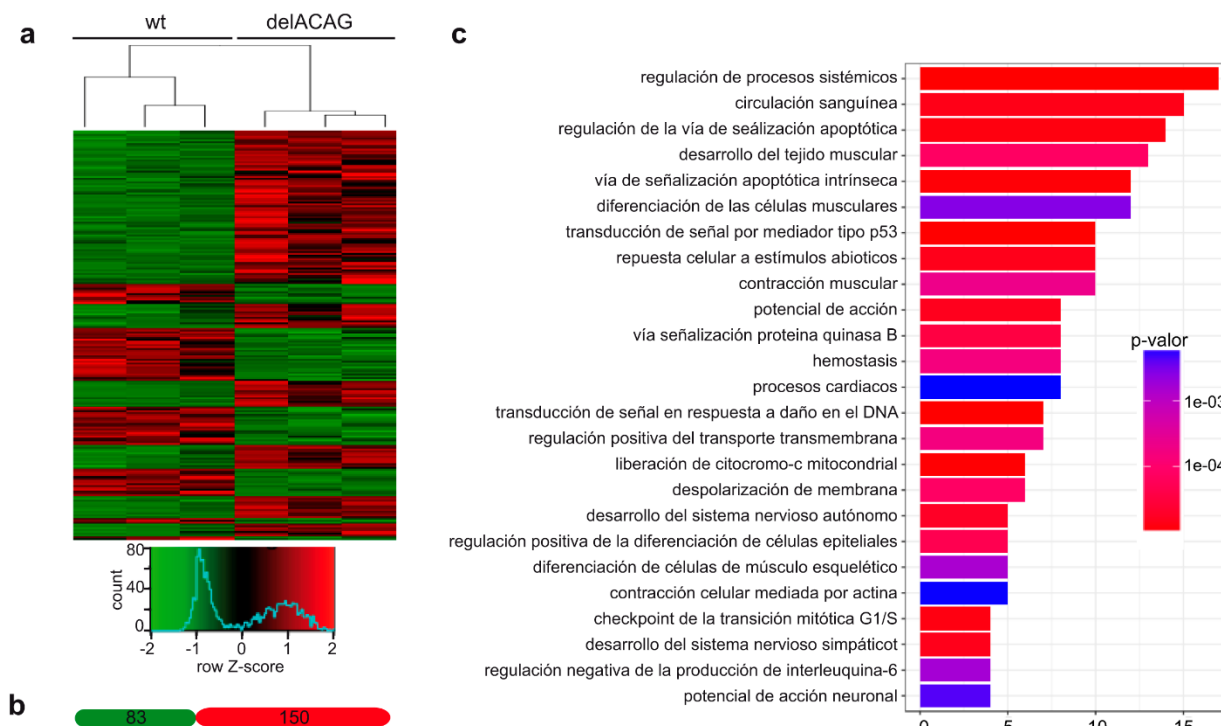 a
wt
delACAG
80
40
0
count
-2
-1
0
1
2
row Z-score
b
83
150
c
regulación de procesos sistémicos
circulación sanguínea
regulación de la vía de seálización apoptótica
desarrollo del tejido muscular
vía de señalización apoptótica intrínseca
diferenciación de las células musculares
transducción de señal por mediador tipo p53
repuesta celular a estímulos abioticos
contracción muscular
potencial de acción
vía señalización proteina quinasa B
hemostasis
procesos cardiacos
transducción de señal en respuesta a daño en el DNA
regulación positiva del transporte transmembrana
liberación de citocromo-c mitocondrial
despolarización de membrana
desarrollo del sistema nervioso autónomo
regulación positiva de la diferenciación de células epiteliales
diferenciación de células de músculo esquelético
contracción celular mediada por actina
checkpoint de la transición mitótica G1/S
desarrollo del sistema nervioso simpáticot
regulación negativa de la producción de interleuquina-6
potencial de acción neuronal
0
5
10
15
p-valor
1e-03
1e-04